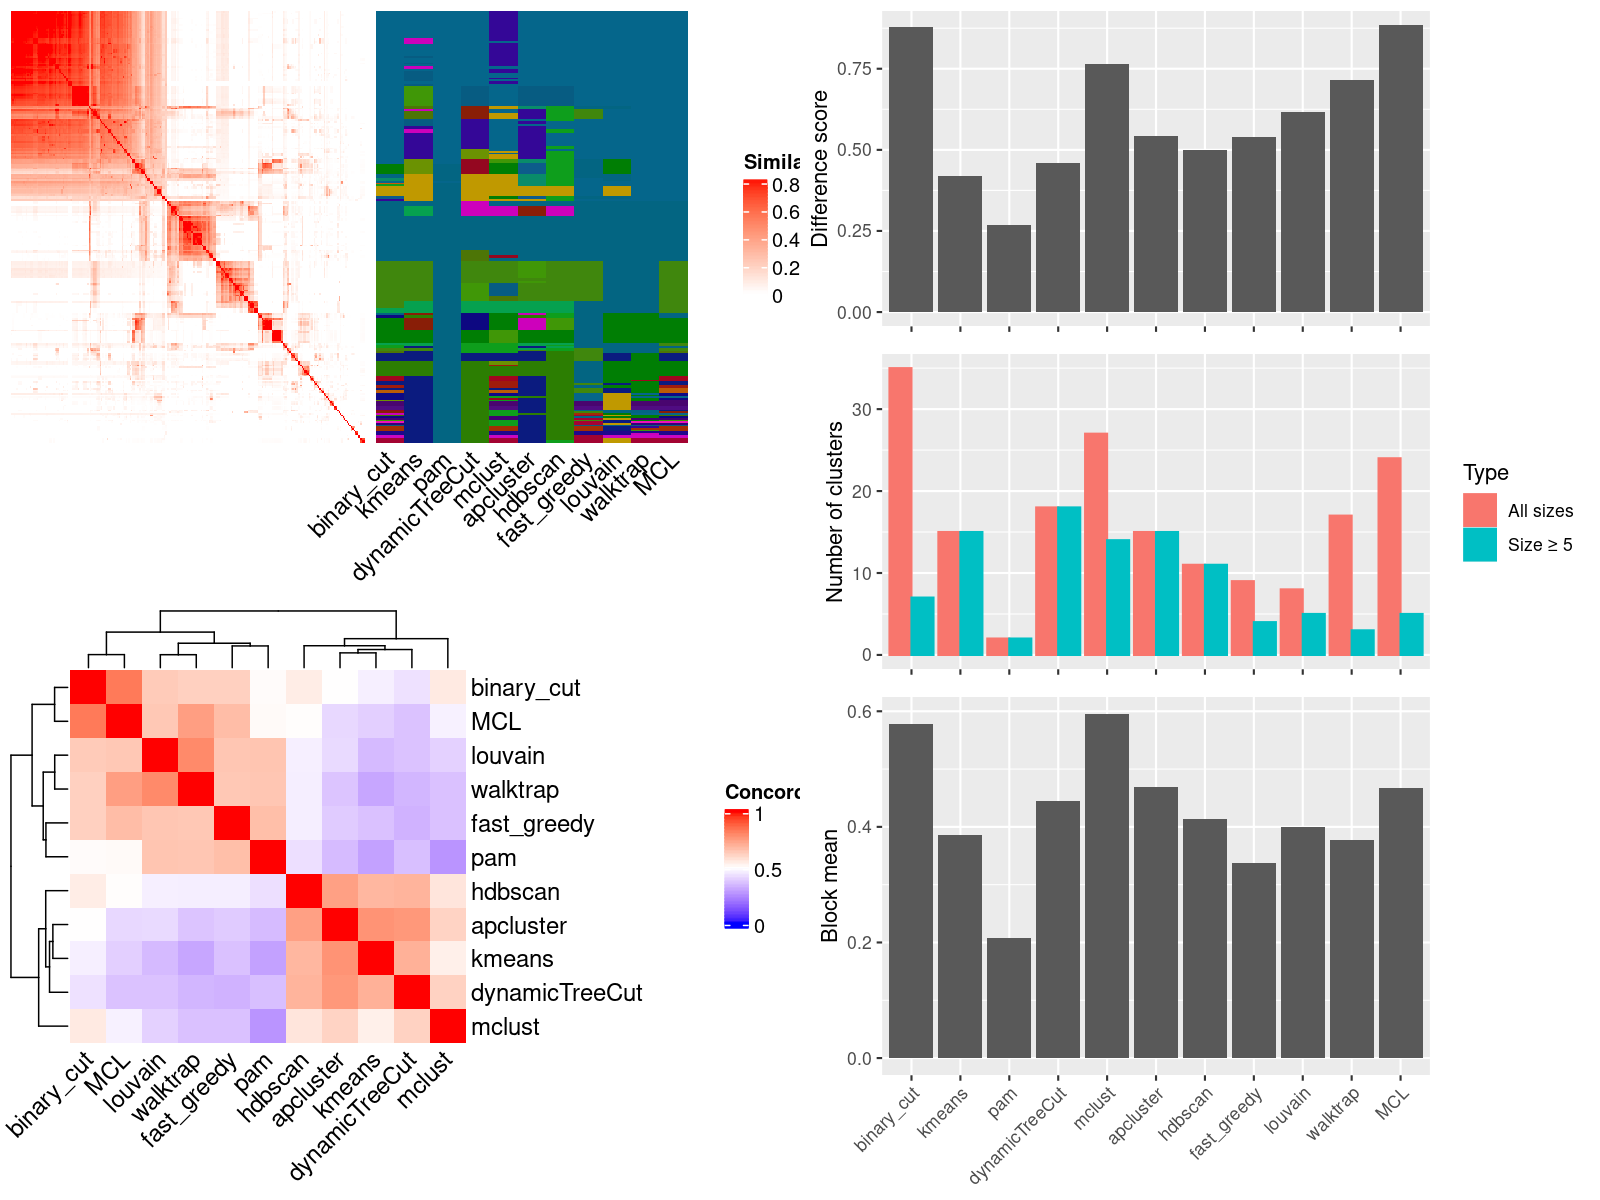 Simila
0.8
0.6
0.4
0.2
0
binary_cut
kmeans
pam
dynamicTreeCut
mclust
apcluster
hdbscan
fast_greedy
louvain
walktrap
MCL
binary_cut
MCL
louvain
walktrap
fast_greedy
pam
hdbscan
apcluster
kmeans
dynamicTreeCut
mclust
Concord
1
0.5
0
binary_cut
MCL
louvain
walktrap
fast_greedy
pam
hdbscan
apcluster
kmeans
dynamicTreeCut
mclust
Difference score
0.75
0.50
0.25
0.00
Number of clusters
30
20
10
0
Type
All sizes
Size ≥ 5
Block mean
0.6
0.4
0.2
0.0
binary_cut
kmeans
pam
dynamicTreeCut
mclust
apcluster
hdbscan
fast_greedy
louvain
walktrap
MCL